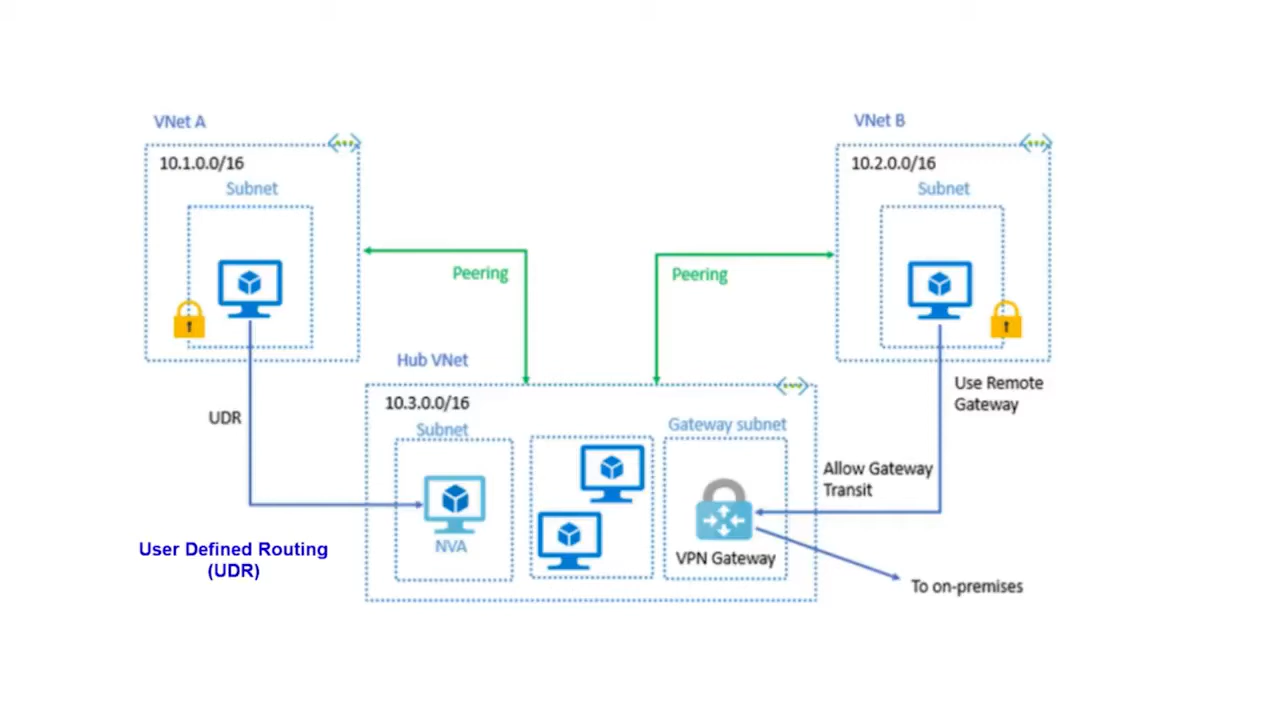 VNet A
10.1.0.0/16
Subnet
VNet B
10.2.0.0/16
Subnet
Peering
Peering
Hub VNet
10.3.0.0/16
Subnet
NVA
Gateway subnet
VPN Gateway
UDR
User Defined Routing
(UDR)
Use Remote
Gateway
Allow Gateway
Transit
To on-premises